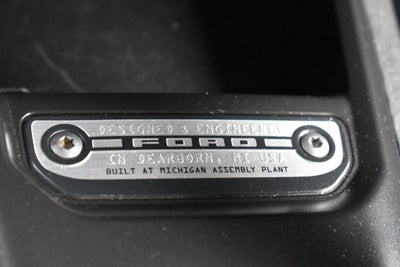 DESIGNED & ENGINEERED
FORD
IN DEARBORN, MI-USA
BUILT AT MICHIGAN ASSEMBLY PLANT